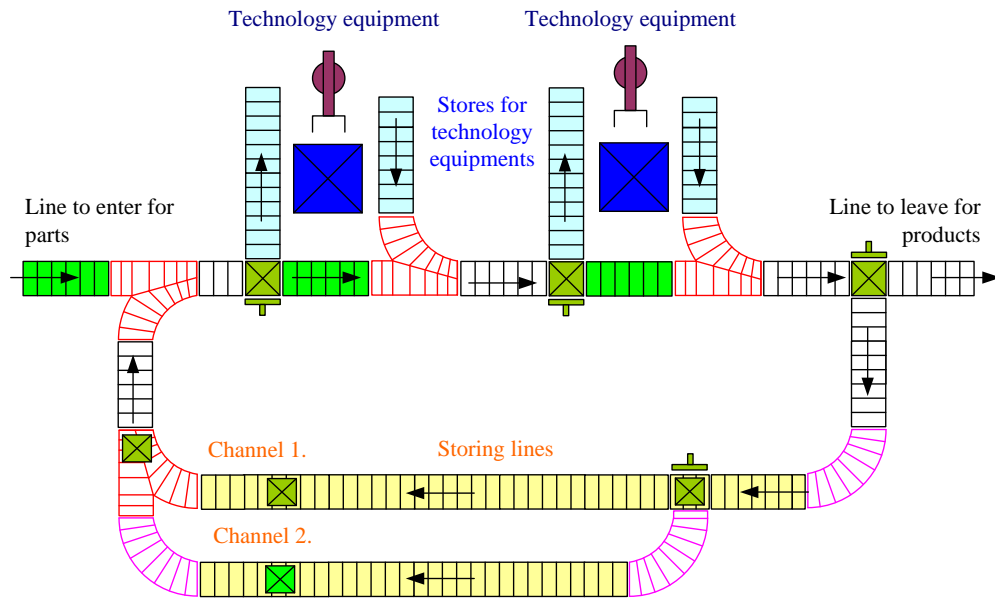 Technology equipment
Technology equipment
Stores for
technology
equipments
Line to enter for
parts
Line to leave for
products
Channel 1.
Storing lines
Channel 2.